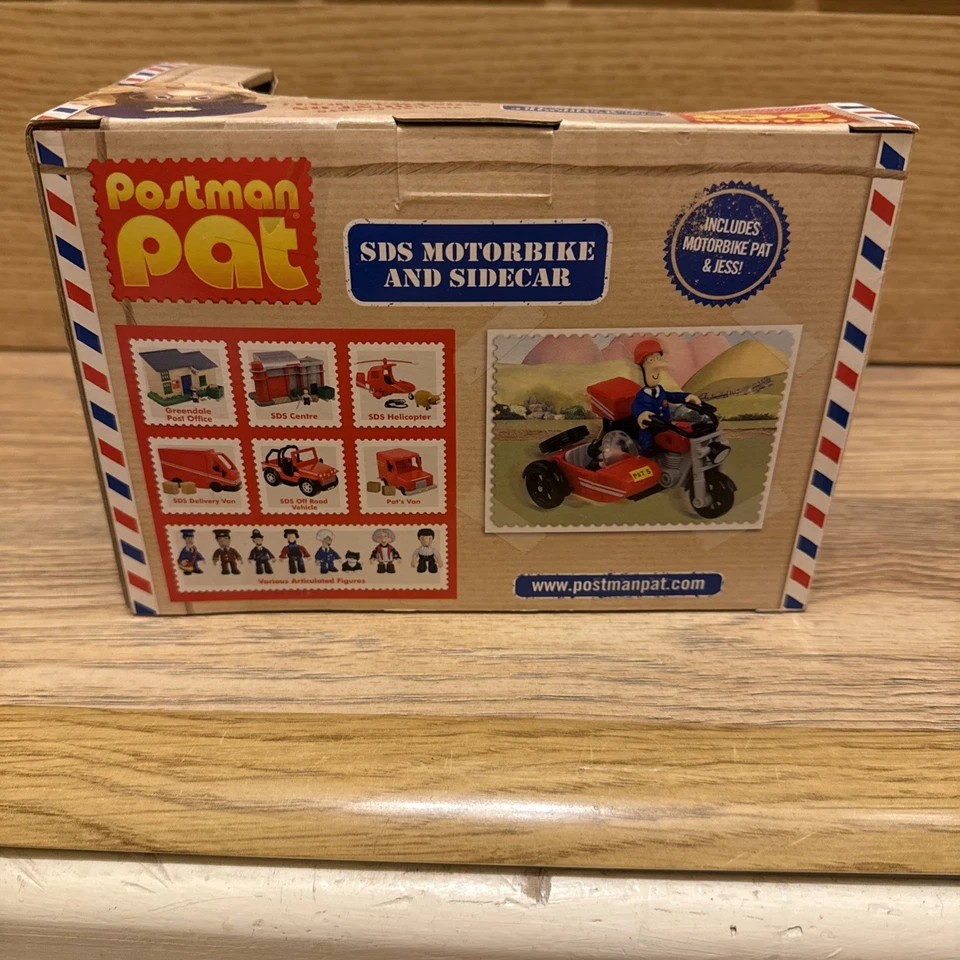 Postman
Pat
SDS MOTORBIKE
AND SIDECAR
INCLUDES
MOTORBIKE PAT
& JESS!
Greendale
Post Office
SDS Centre
SDS Helicopter
SDS Delivery Van
SDS Off Road
Vehicle
Pat's Van
Various Articulated Figures
PAT 5
www.postmanpat.com